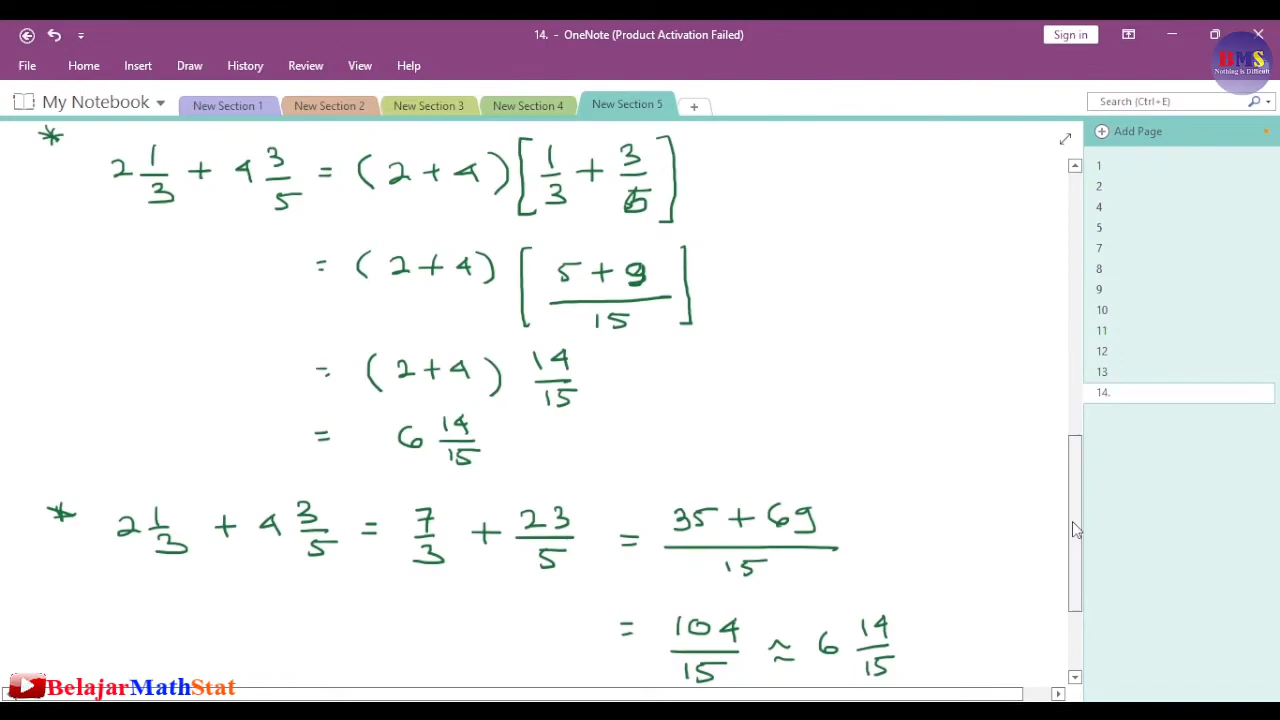 14. - OneNote (Product Activation Failed)
Sign in
BMS
Nothing is Difficult
File Home Insert Draw History Review View Help
My Notebook New Section 1 New Section 2 New Section 3 New Section 4 New Section 5 +
Search (Ctrl+E)
Add Page
1
2
4
5
7
8
9
10
11
12
13
14.
* 2 1/3 + 4 3/5 = (2+4) [1/3 + 3/5]
= (2+4) [(5+9)/15]
= (2+4) 14/15
= 6 14/15
* 2 1/3 + 4 3/5 = 7/3 + 23/5 = (35+69)/15
= 104/15 ≈ 6 14/15
BelajarMathStat